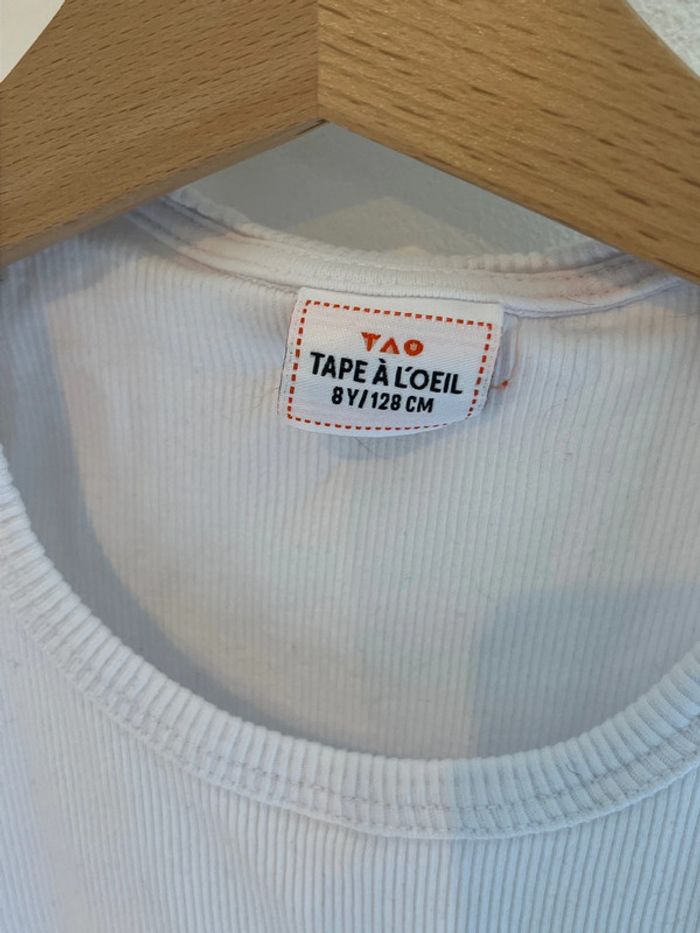 TAO
TAPE À L'OEIL
8Y/128 CM